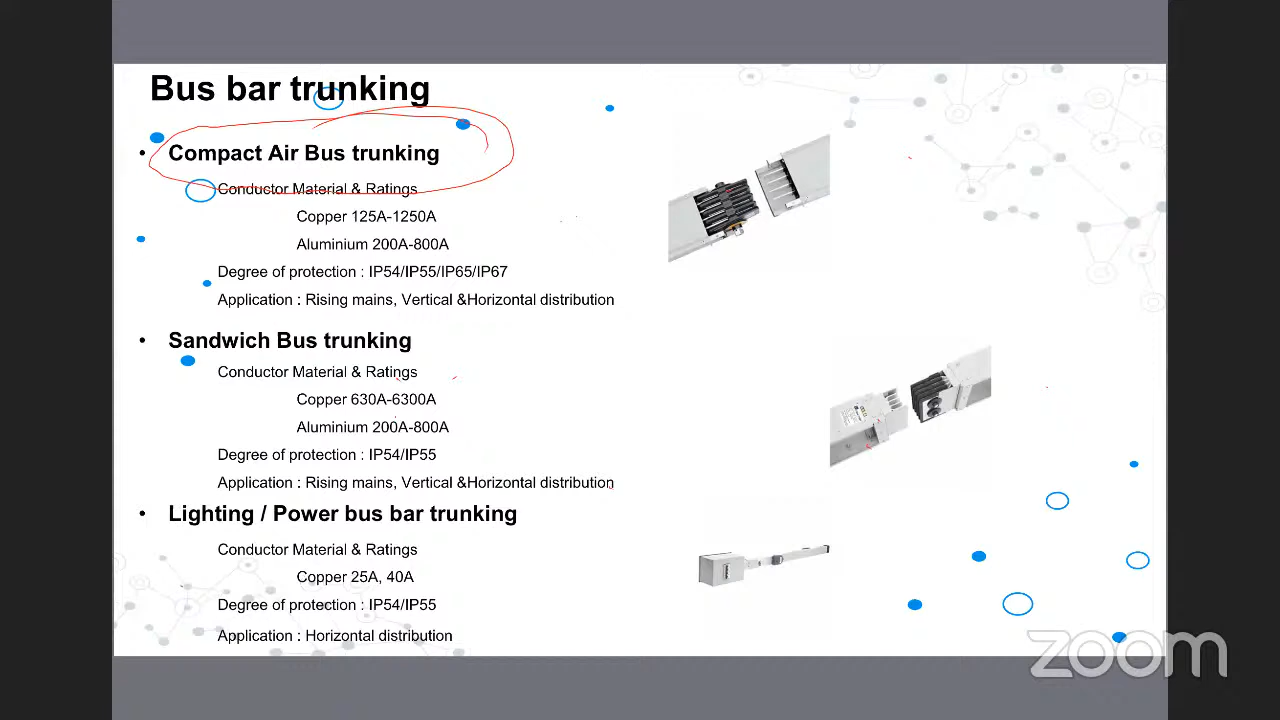 Bus bar trunking
• Compact Air Bus trunking
Conductor Material & Ratings
Copper 125A-1250A
Aluminium 200A-800A
Degree of protection : IP54/IP55/IP65/IP67
Application : Rising mains, Vertical &Horizontal distribution
• Sandwich Bus trunking
Conductor Material & Ratings
Copper 630A-6300A
Aluminium 200A-800A
Degree of protection : IP54/IP55
Application : Rising mains, Vertical &Horizontal distribution
• Lighting / Power bus bar trunking
Conductor Material & Ratings
Copper 25A, 40A
Degree of protection : IP54/IP55
Application : Horizontal distribution
zoom